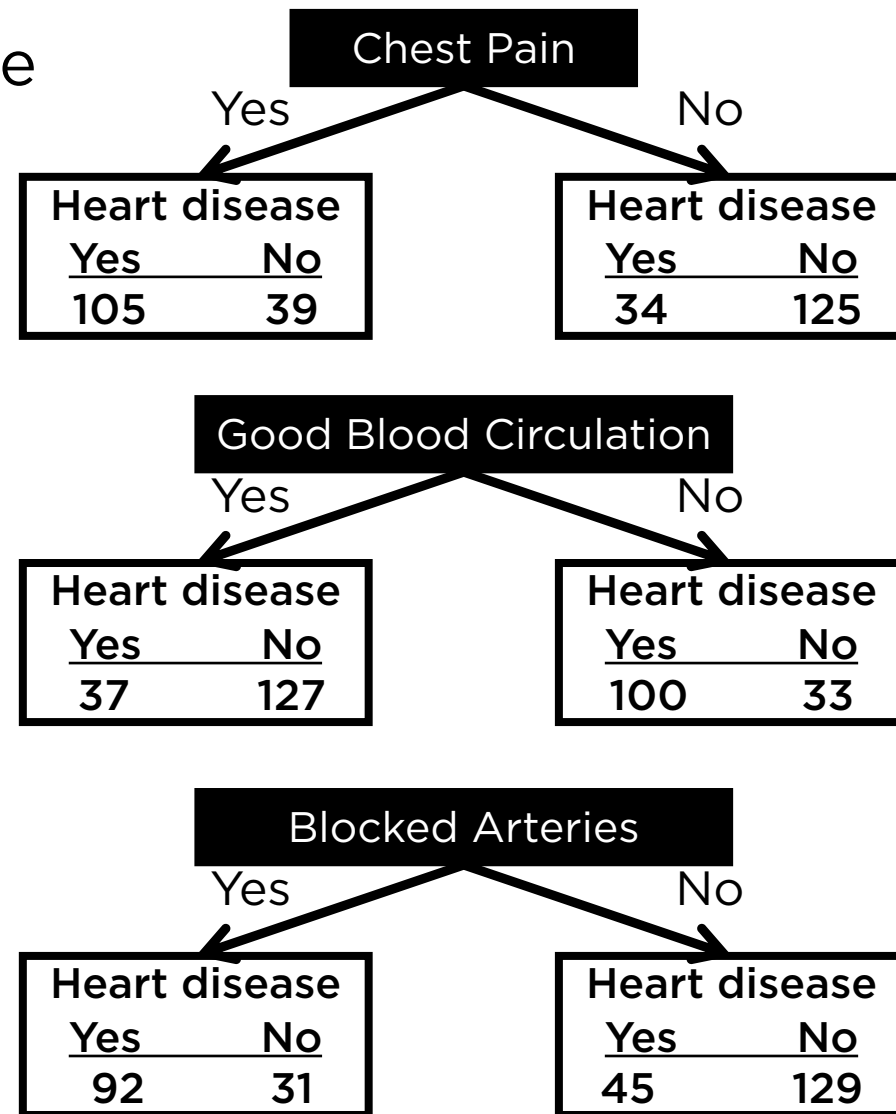 e
Chest Pain
Yes No
Heart disease Heart disease
Yes No Yes No
105 39 34 125
Good Blood Circulation
Yes No
Heart disease Heart disease
Yes No Yes No
37 127 100 33
Blocked Arteries
Yes No
Heart disease Heart disease
Yes No Yes No
92 31 45 129